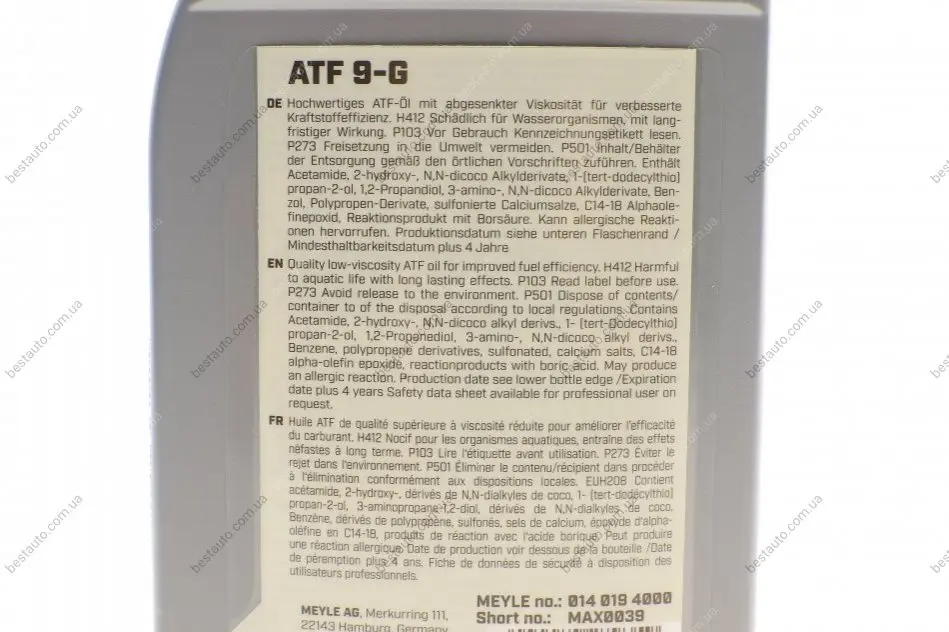 ATF 9-G
DE Hochwertiges ATF-Öl mit abgesenkter Viskosität für verbesserte
Kraftstoffeffizienz. H412 Schädlich für Wasserorganismen, mit lang-
fristiger Wirkung. P103 Vor Gebrauch Kennzeichnungsetikett lesen.
P273 Freisetzung in die Umwelt vermeiden. P501 Inhalt/Behälter
der Entsorgung gemäß den örtlichen Vorschriften zuführen. Enthält
Acetamide, 2-hydroxy-, N,N-dicoco Alkylderivate, 1-(tert-dodecylthio)
propan-2-ol, 1,2-Propandiol, 3-amino-, N,N-dicoco Alkylderivate, Ben-
zol, Polypropen-Derivate, sulfonierte Calciumsalze, C14-18 Alphaole-
finepoxid, Reaktionsprodukt mit Borsäure. Kann allergische Reakti-
onen hervorrufen. Produktionsdatum siehe unteren Flaschenrand /
Mindesthaltbarkeitsdatum plus 4 Jahre
EN Quality low-viscosity ATF oil for improved fuel efficiency. H412 Harmful
to aquatic life with long lasting effects. P103 Read label before use.
P273 Avoid release to the environment. P501 Dispose of contents/
container to of the disposal according to local regulations. Contains
Acetamide, 2-hydroxy-, N,N-dicoco alkyl derivs., 1- (tert-dodecylthio)
propan-2-ol, 1,2-Propanediol, 3-amino-, N,N-dicoco alkyl derivs.,
Benzene, polypropene derivatives, sulfonated, calcium salts, C14-18
alpha-olefin epoxide, reactionproducts with boric acid. May produce
an allergic reaction. Production date see lower bottle edge /Expiration
date plus 4 years Safety data sheet available for professional user on
request.
FR Huile ATF de qualité supérieure à viscosité réduite pour améliorer l'efficacité
du carburant. H412 Nocif pour les organismes aquatiques, entraîne des effets
néfastes à long terme. P103 Lire l'étiquette avant utilisation. P273 Éviter le
rejet dans l'environnement. P501 Éliminer le contenu/récipient dans procéder
à l'élimination conformément aux dispositions locales. EUH208 Contient
acétamide, 2-hydroxy-, dérivés de N,N-dialkyles de coco, 1- (tert-dodécylthio)
propan-2-ol, 3-aminopropane-1,2-diol, dérivés de N,N-dialkyles de coco,
Benzène, dérivés de polypropène, sulfonés, sels de calcium, époxyde d'alpha-
oléfine en C14-18, produits de réaction avec l'acide borique. Peut produire
une réaction allergique. Date de production voir dessous de la bouteille /Date
de péremption plus 4 ans. Fiche de données de sécurité à disposition des
utilisateurs professionnels.
MEYLE AG, Merkurring 111,
22143 Hamburg, Germany
MEYLE no.: 014 019 4000
Short no.: MAX0039
bestauto.com.ua